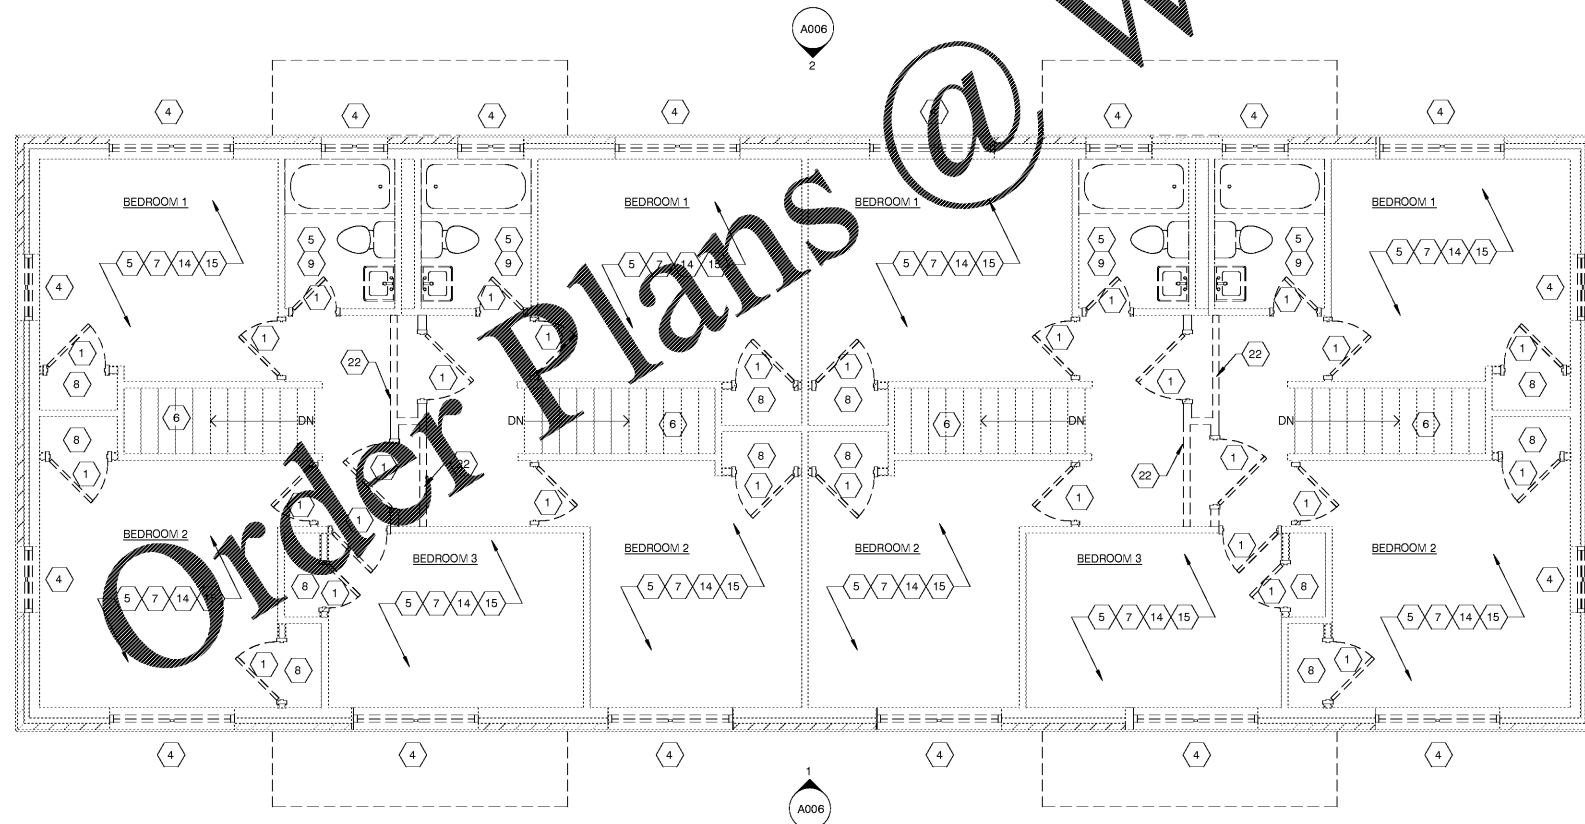 A006
2
4 4 4 4 4 4 4 4
BEDROOM 1 BEDROOM 1 BEDROOM 1 BEDROOM 1
5 5 5 5
9 9 9 9
5 7 14 15 5 7 14 15 5 7 14 15 5 7 14 15
4 4
1 1 1 1
1 1 1 1
22 22
1 1 1 1 1 1
8 8 8 8
6 DN DN 6 6 DN DN 6
8 8 8 8
1 22 22 1
1 1 1 1
1 1 1 1
1 1
BEDROOM 2 BEDROOM 3 BEDROOM 2 BEDROOM 2 BEDROOM 3 BEDROOM 2
4 4
5 7 14 15 8 1 5 7 14 15 5 7 14 15 5 7 14 15 5 7 14 15 1 8 5 7 14 15
1 8 8 1
4 4 4 4 4 4
1
A006
Order Plans @ W